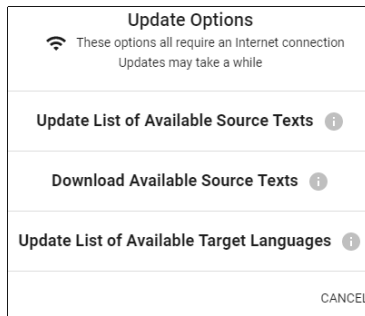 Update Options
These options all require an Internet connection
Updates may take a while
Update List of Available Source Texts
Download Available Source Texts
Update List of Available Target Languages
CANCEL